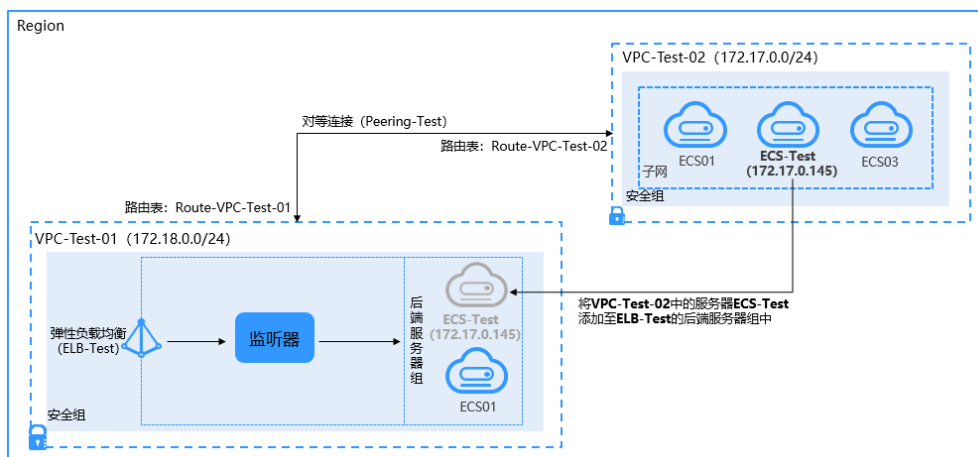 Region
VPC-Test-02（172.17.0.0/24）
ECS01
ECS-Test
(172.17.0.145)
ECS03
子网
安全组
对等连接（Peering-Test）
路由表：Route-VPC-Test-02
路由表：Route-VPC-Test-01
VPC-Test-01（172.18.0.0/24）
弹性负载均衡
(ELB-Test)
监听器
后端服务器组
ECS-Test
(172.17.0.145)
ECS01
安全组
将VPC-Test-02中的服务器ECS-Test
添加至ELB-Test的后端服务器组中